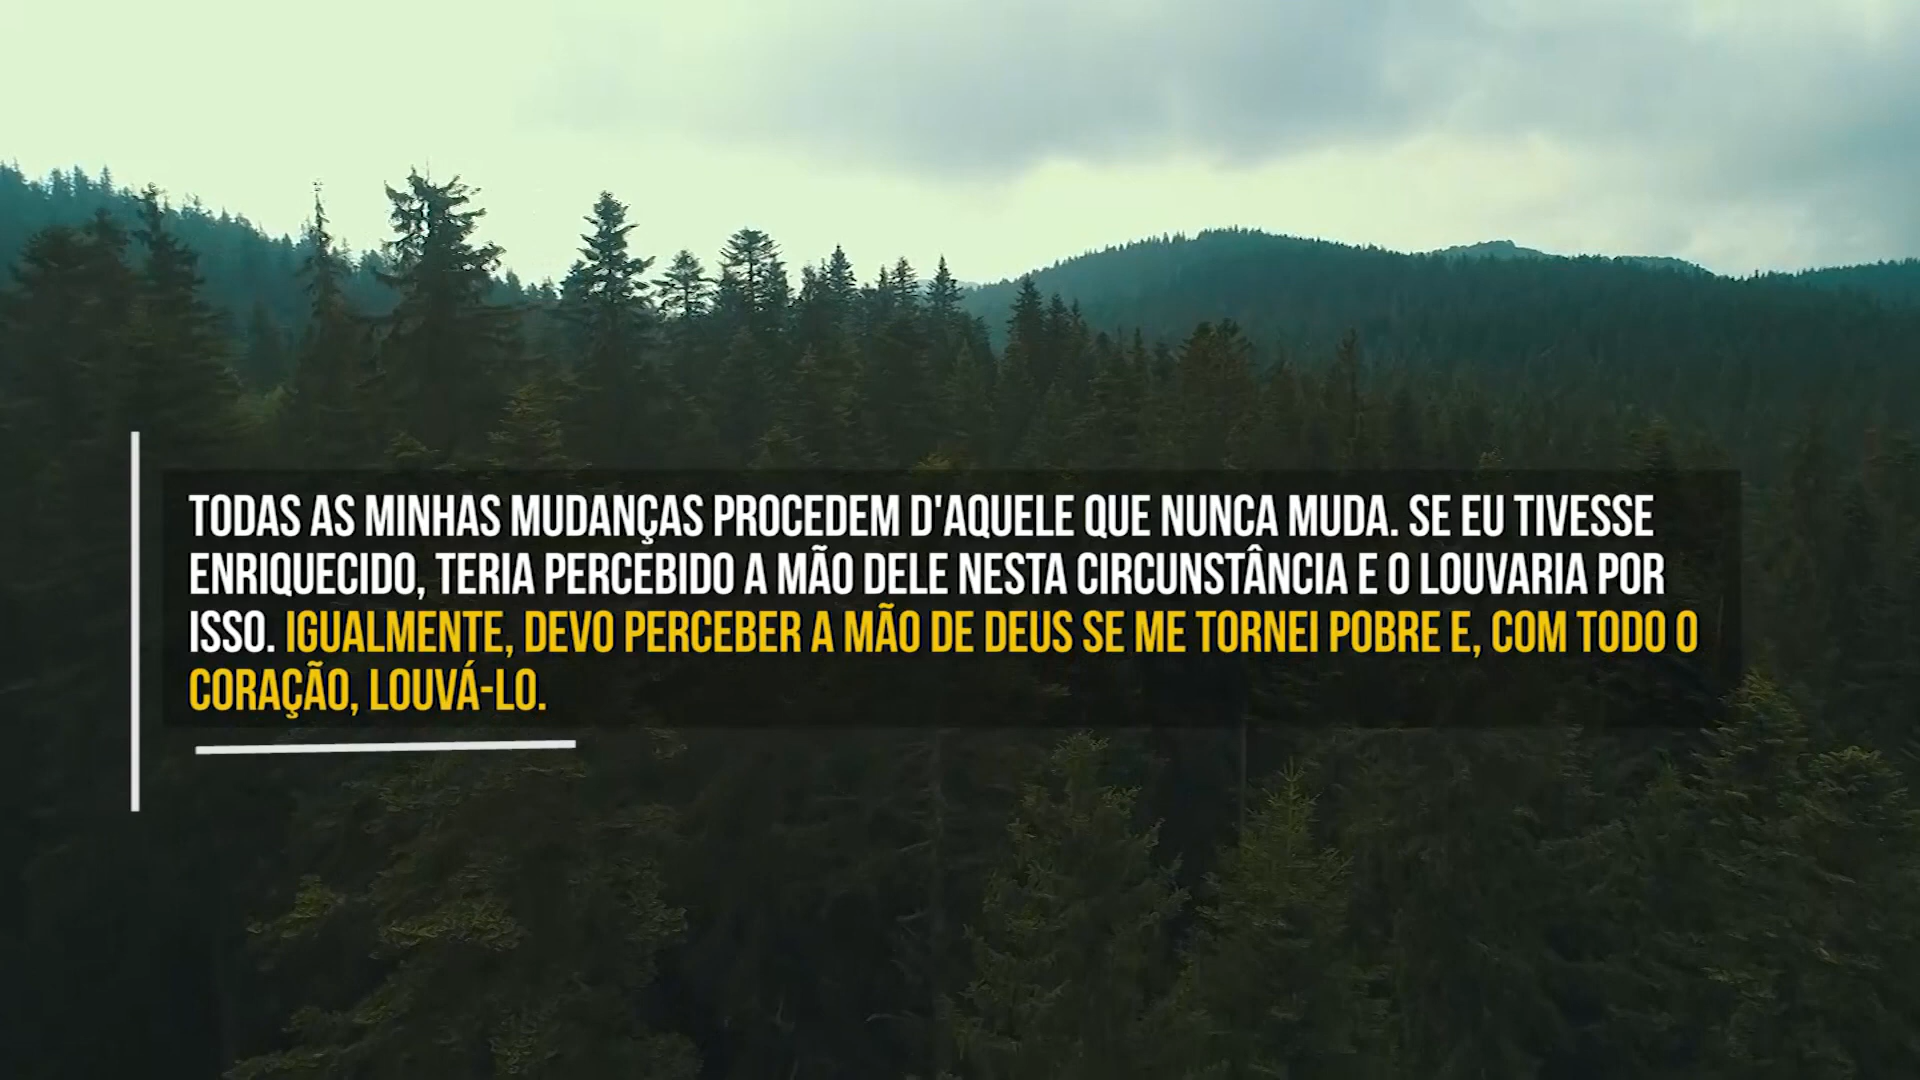 TODAS AS MINHAS MUDANÇAS PROCEDEM D'AQUELE QUE NUNCA MUDA. SE EU TIVESSE
ENRIQUECIDO, TERIA PERCEBIDO A MÃO DELE NESTA CIRCUNSTÂNCIA E O LOUVARIA POR
ISSO. IGUALMENTE, DEVO PERCEBER A MÃO DE DEUS SE ME TORNEI POBRE E, COM TODO O
CORAÇÃO, LOUVÁ-LO.